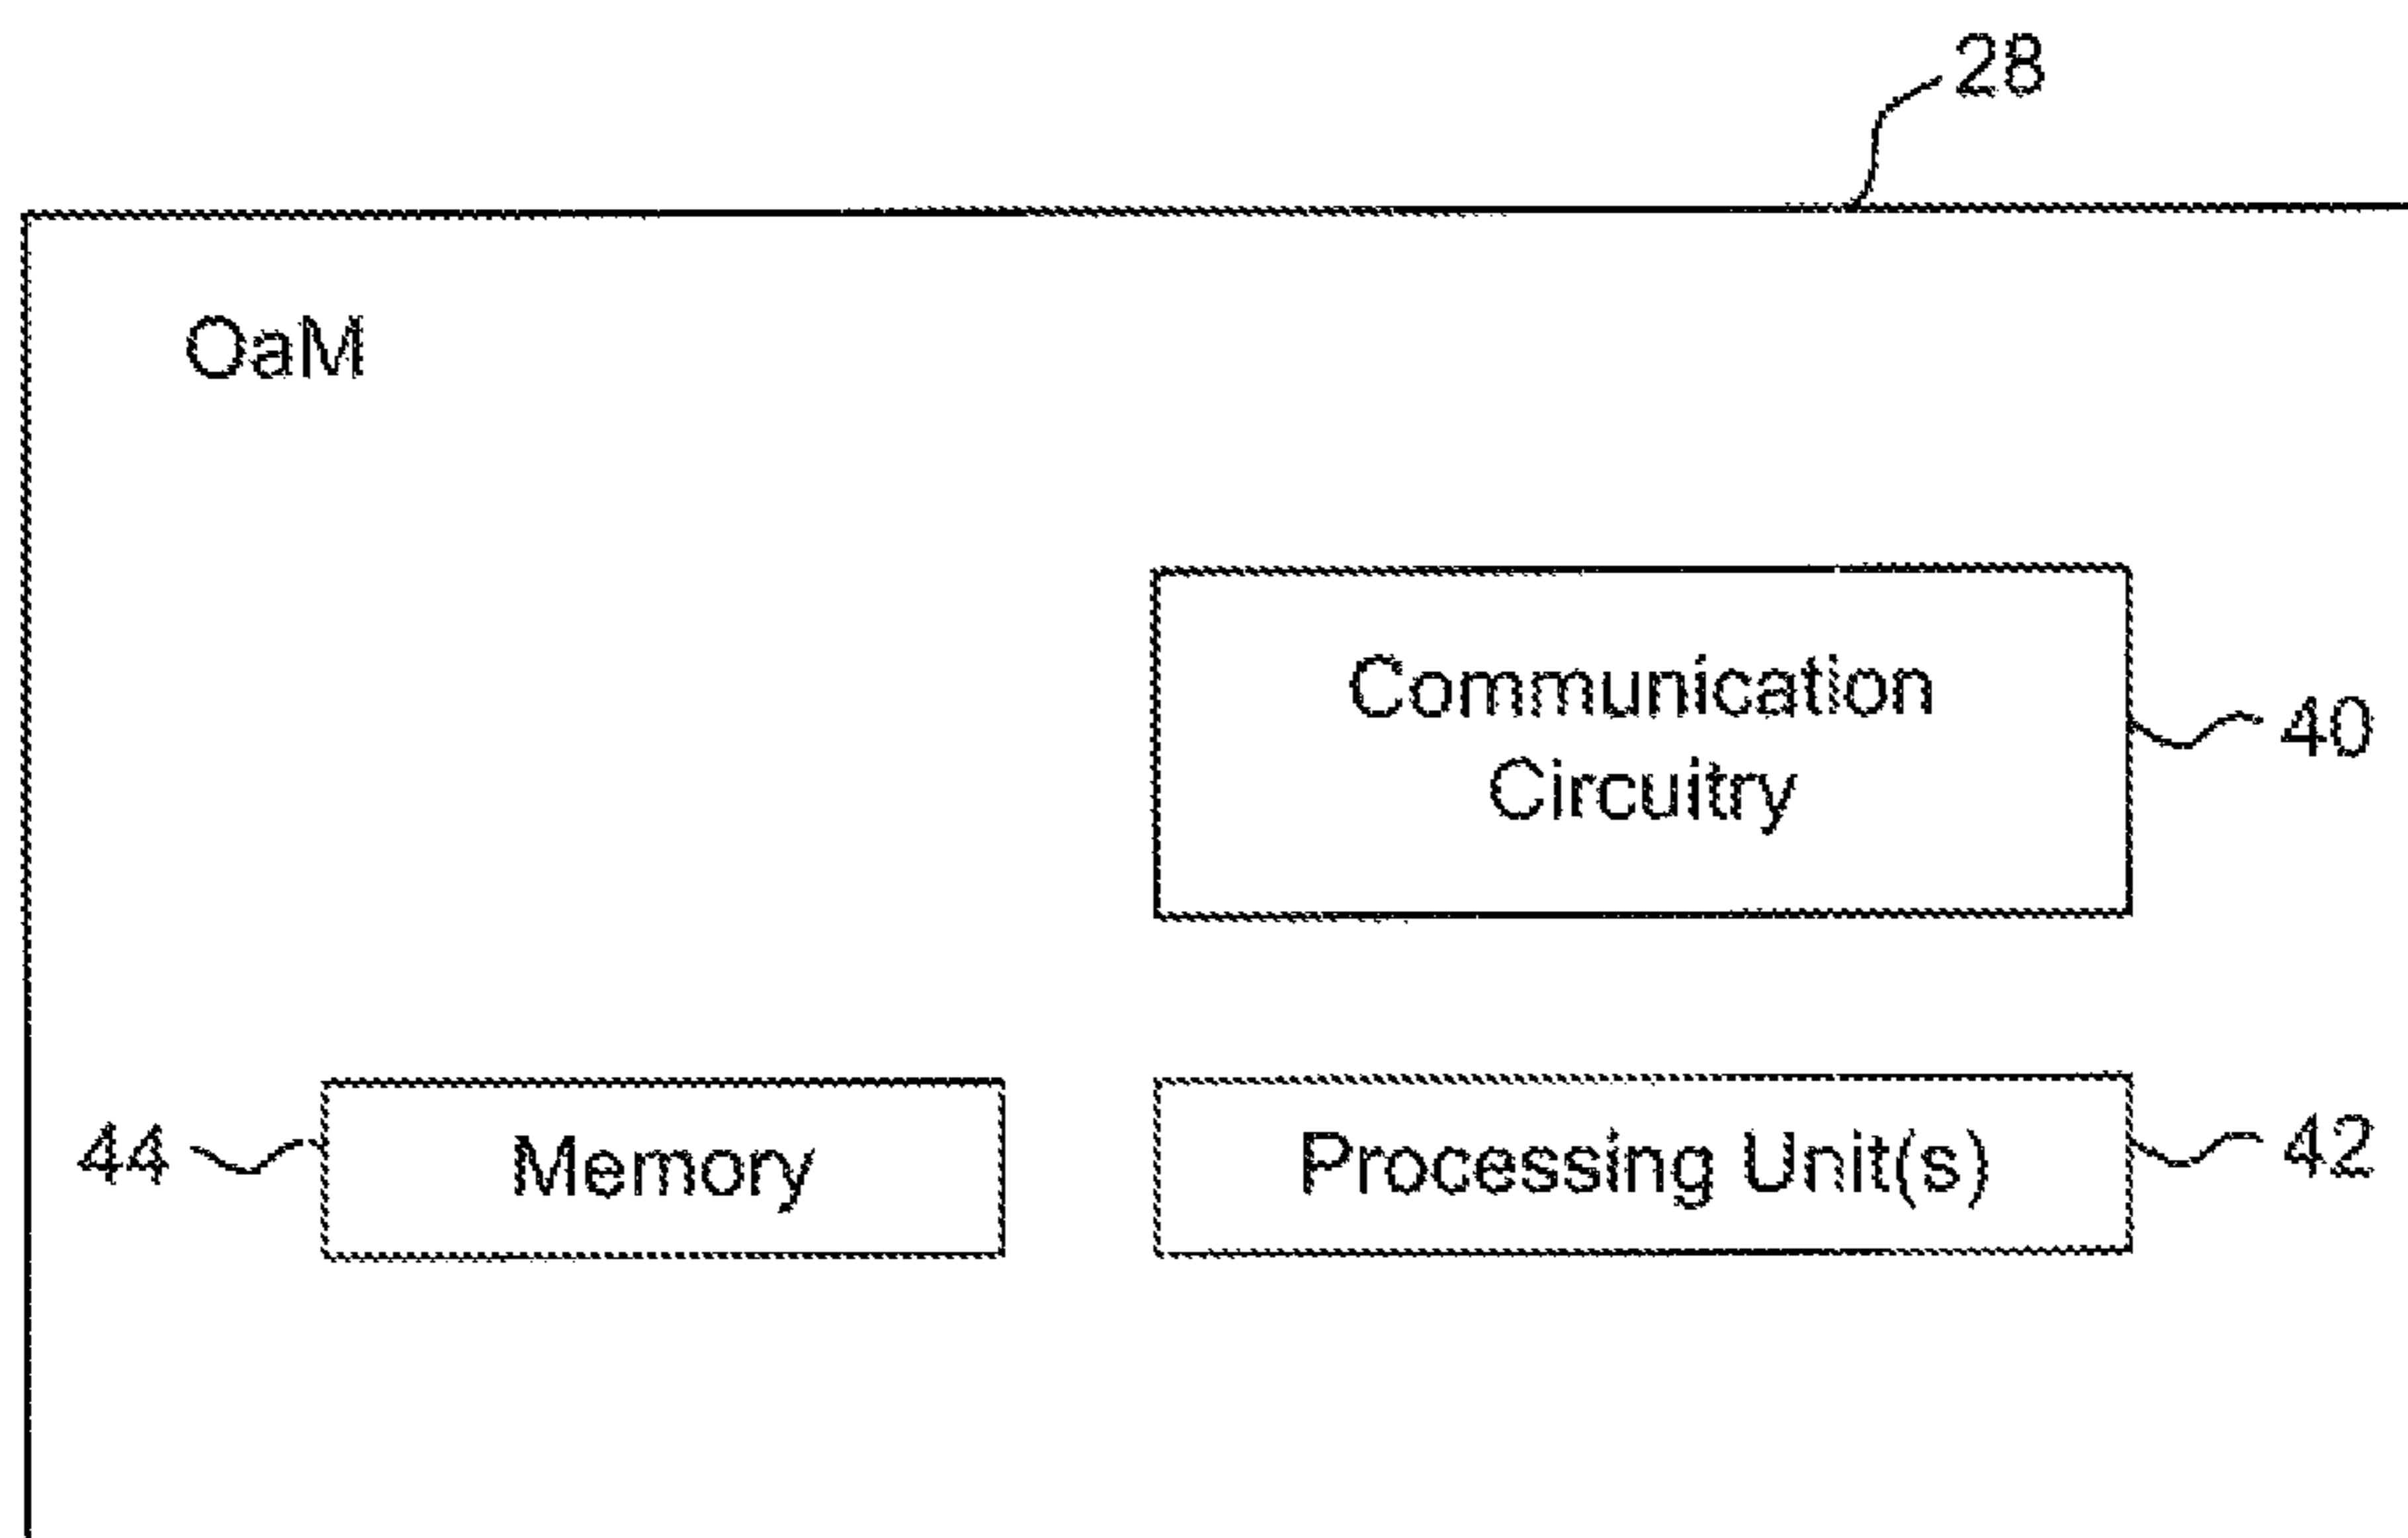 28
OaM
Communication
Circuitry
40
44
Memory
Processing Unit(s)
42